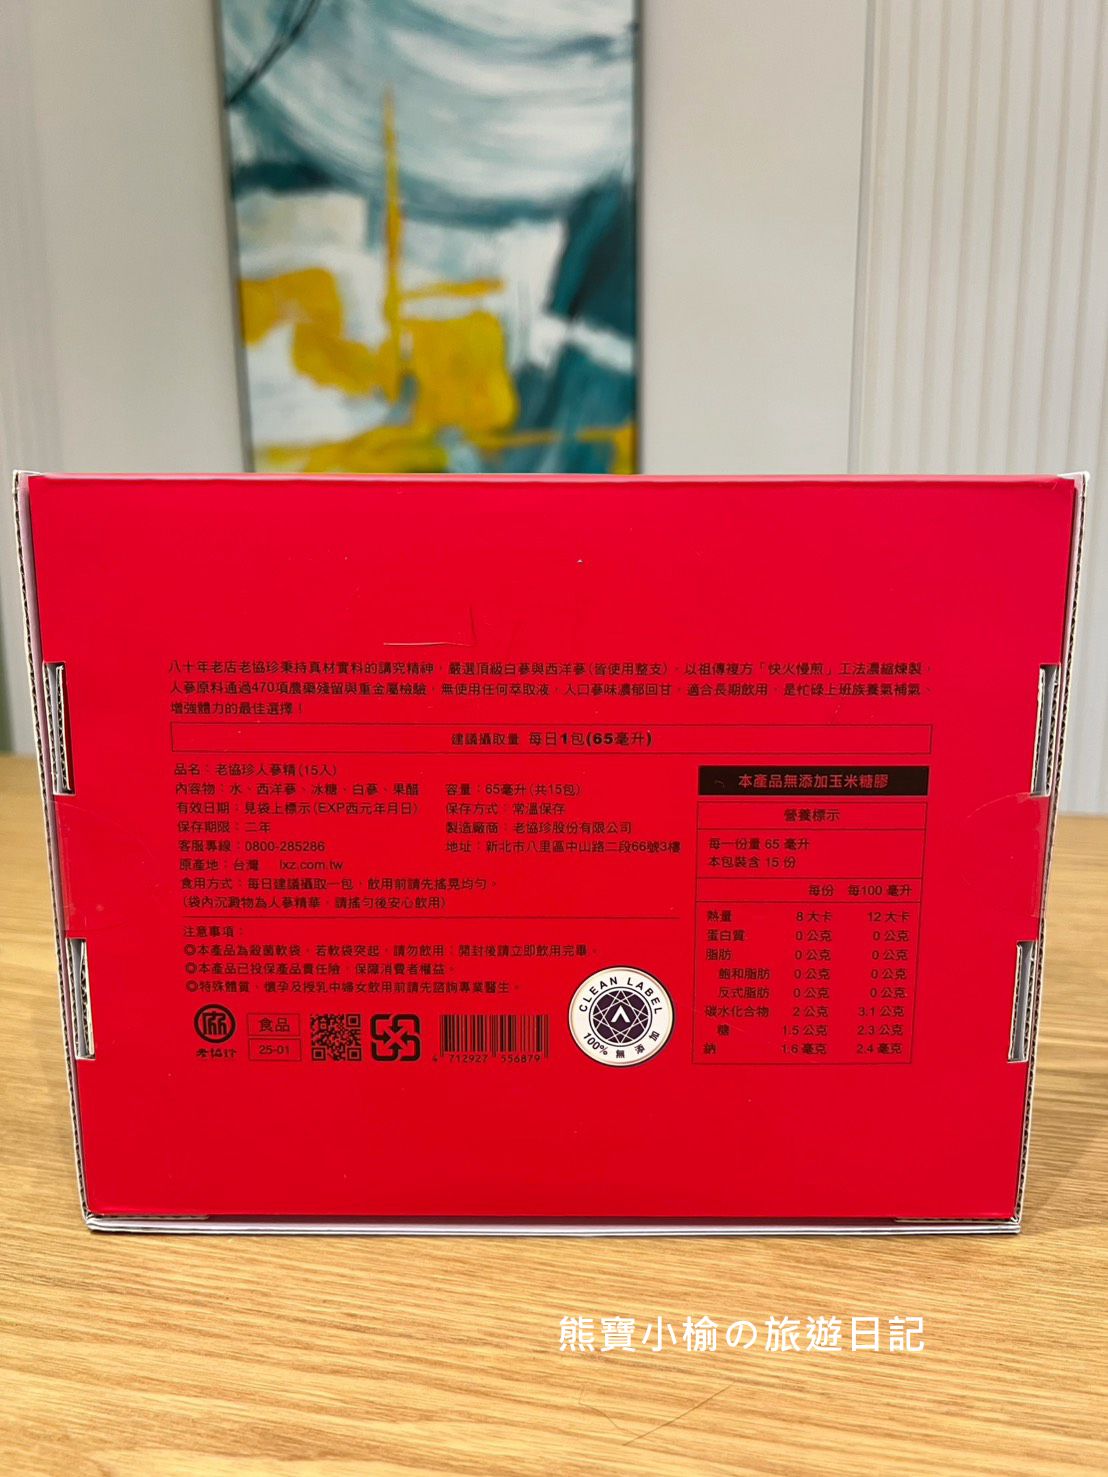 八十年老店老協珍秉持真材實料的講究精神，嚴選頂級白蔘與西洋蔘(皆使用整支)，以祖傳複方「快火慢煎」工法濃縮煉製，
人蔘原料通過470項農藥殘留與重金屬檢驗，無使用任何萃取液，入口蔘味濃郁回甘，適合長期飲用，是忙碌上班族養氣補氣、
增強體力的最佳選擇！
建議攝取量 每日1包(65毫升)
品名：老協珍人蔘精(15入)
內容物：水、西洋蔘、冰糖、白蔘、果醋
容量：65毫升(共15包)
有效日期：見袋上標示(EXP西元年月日)
保存方式：常溫保存
保存期限：二年
製造廠商：老協珍股份有限公司
客服專線：0800-285286
地址：新北市八里區中山路二段66號3樓
原產地：台灣 lxz.com.tw
食用方式：每日建議攝取一包，飲用前請先搖晃均勻。
(袋內沉澱物為人蔘精華，請搖勻後安心飲用)
注意事項：
◎本產品為殺菌軟袋，若軟袋突起，請勿飲用；開封後請立即飲用完畢。
◎本產品已投保產品責任險，保障消費者權益。
◎特殊體質、懷孕及授乳中婦女飲用前請先諮詢專業醫生。
協
老協珍
食品
25-01
4 712927 556879
CLEAN LABEL
100% 無添加
本產品無添加玉米糖膠
營養標示
每一份量 65 毫升
本包裝含 15 份
每份 每100 毫升
熱量 8 大卡 12 大卡
蛋白質 0 公克 0 公克
脂肪 0 公克 0 公克
飽和脂肪 0 公克 0 公克
反式脂肪 0 公克 0 公克
碳水化合物 2 公克 3.1 公克
糖 1.5 公克 2.3 公克
鈉 1.6 毫克 2.4 毫克
熊寶小榆の旅遊日記